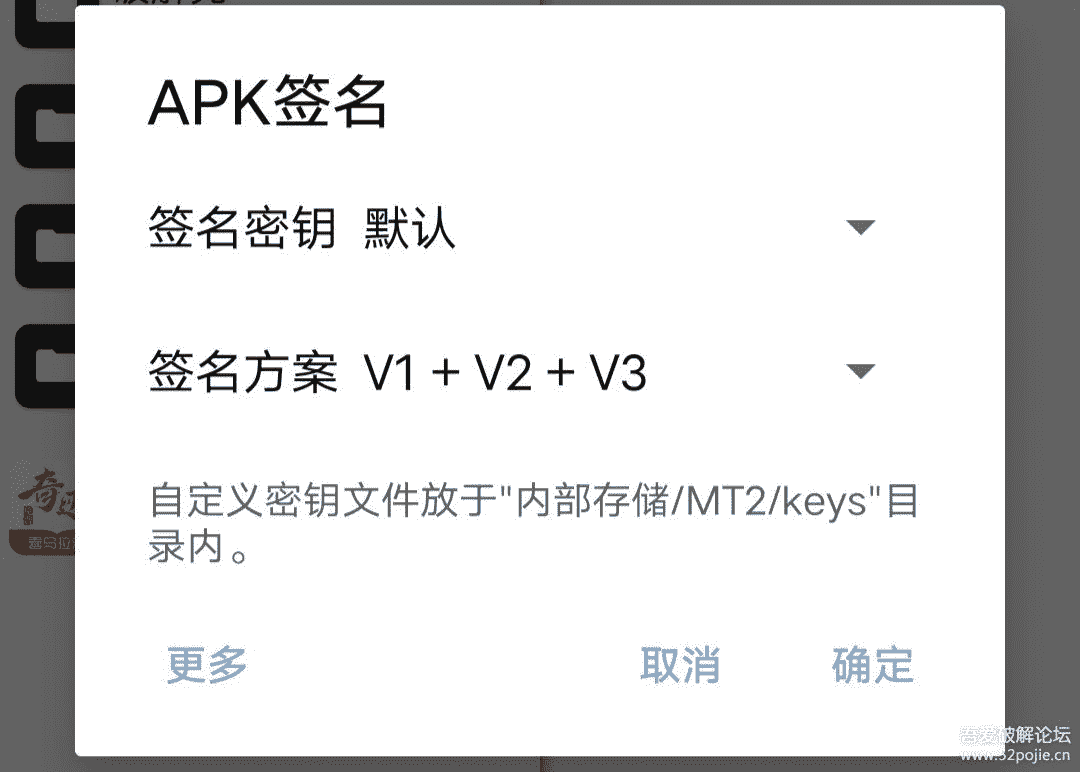 APK签名
签名密钥 默认
签名方案 V1 + V2 + V3
自定义密钥文件放于"内部存储/MT2/keys"目
录内。
更多 取消 确定
吾爱破解论坛
www.52pojie.cn